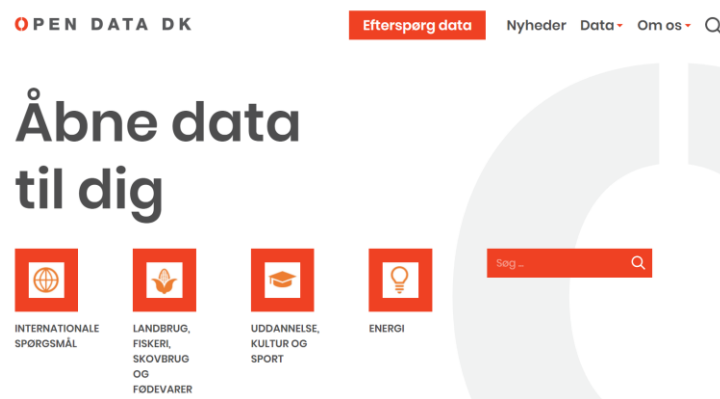 OPEN DATA DK
Efterspørg data
Nyheder
Data
Om os
Åbne data
til dig
Søg ...
INTERNATIONALE
SPØRGSMÅL
LANDBRUG,
FISKERI,
SKOVBRUG
OG
FØDEVARER
UDDANNELSE,
KULTUR OG
SPORT
ENERGI